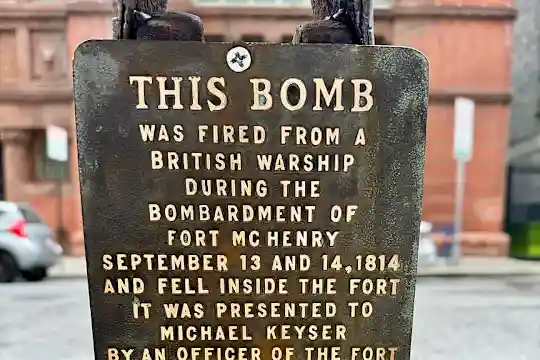 THIS BOMB
WAS FIRED FROM A
BRITISH WARSHIP
DURING THE
BOMBARDMENT OF
FORT MCHENRY
SEPTEMBER 13 AND 14, 1814
AND FELL INSIDE THE FORT
IT WAS PRESENTED TO
MICHAEL KEYSER
BY AN OFFICER OF THE FORT